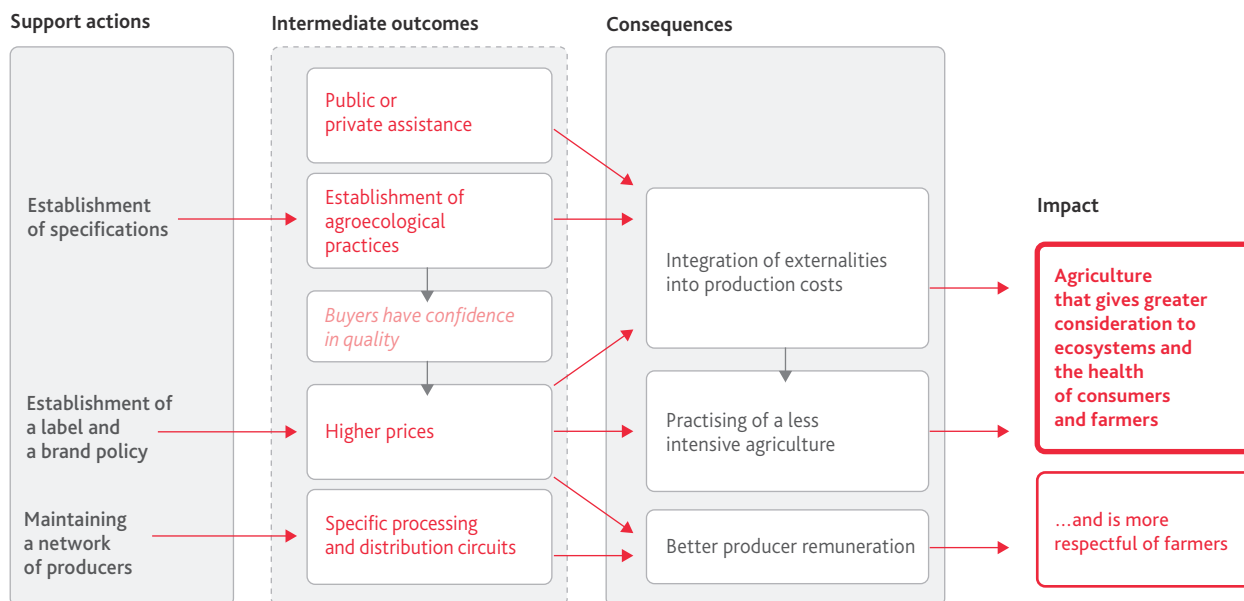 Support actions
Intermediate outcomes
Consequences
Public or
private assistance
Establishment
of specifications
Establishment of
agroecological
practices
Buyers have confidence
in quality
Establishment of
a label and
a brand policy
Higher prices
Maintaining
a network
of producers
Specific processing
and distribution circuits
Integration of externalities
into production costs
Practising of a less
intensive agriculture
Better producer remuneration
Impact
Agriculture
that gives greater
consideration to
ecosystems and
the health
of consumers
and farmers
...and is more
respectful of farmers